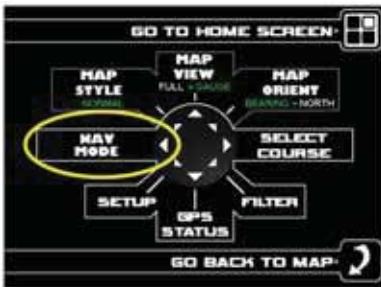 GO TO HOME SCREEN
MAP
VIEW
FULL - GAUGE
MAP
STYLE
NORMAL
MAP
ORIENT
BEARING - NORTH
NAV
MODE
SELECT
COURSE
SETUP
GPS
STATUS
FILTER
GO BACK TO MAP